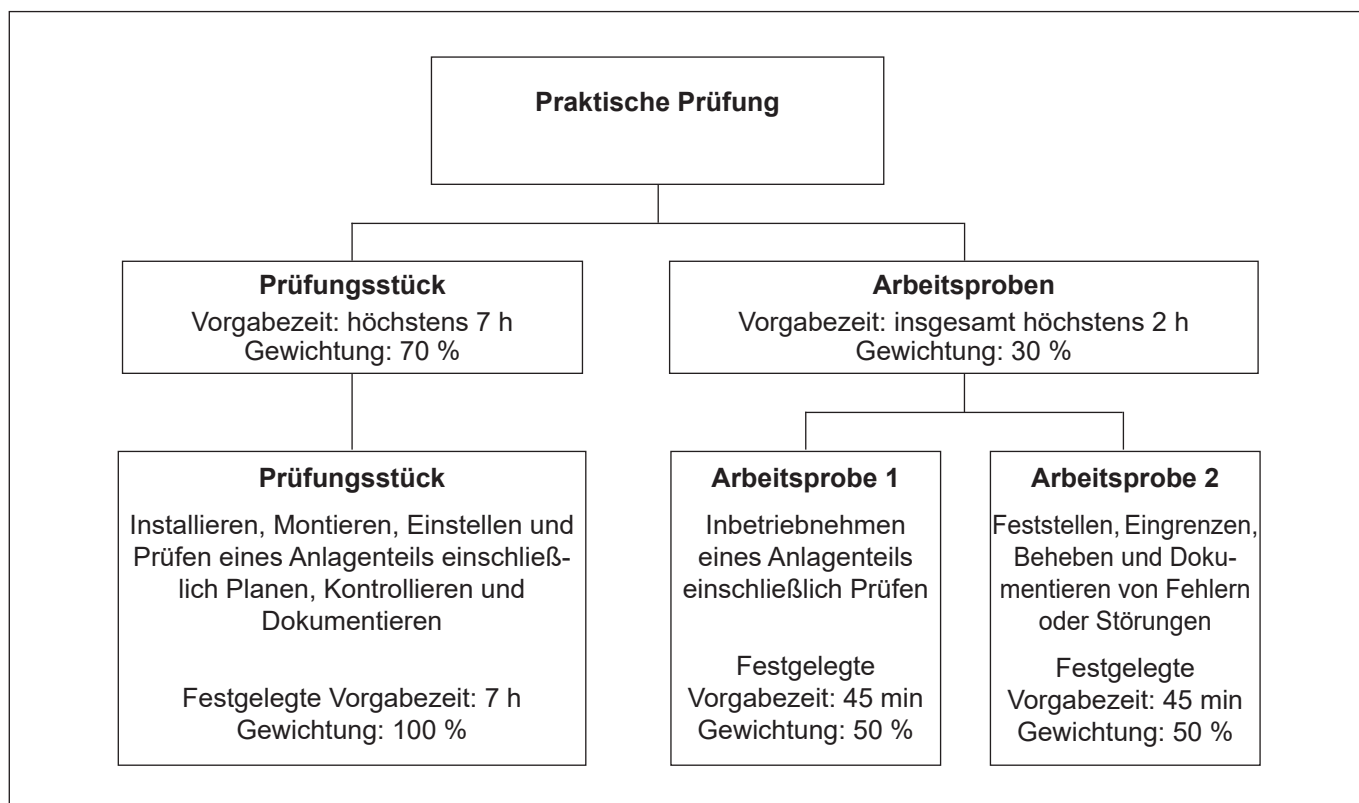 Praktische Prüfung
Prüfungsstück
Vorgabezeit: höchstens 7 h
Gewichtung: 70 %
Arbeitsproben
Vorgabezeit: insgesamt höchstens 2 h
Gewichtung: 30 %
Prüfungsstück
Installieren, Montieren, Einstellen und
Prüfen eines Anlagenteils einschließ-
lich Planen, Kontrollieren und
Dokumentieren
Festgelegte Vorgabezeit: 7 h
Gewichtung: 100 %
Arbeitsprobe 1
Inbetriebnehmen
eines Anlagenteils
einschließlich Prüfen
Festgelegte
Vorgabezeit: 45 min
Gewichtung: 50 %
Arbeitsprobe 2
Feststellen, Eingrenzen,
Beheben und Doku-
mentieren von Fehlern
oder Störungen
Festgelegte
Vorgabezeit: 45 min
Gewichtung: 50 %